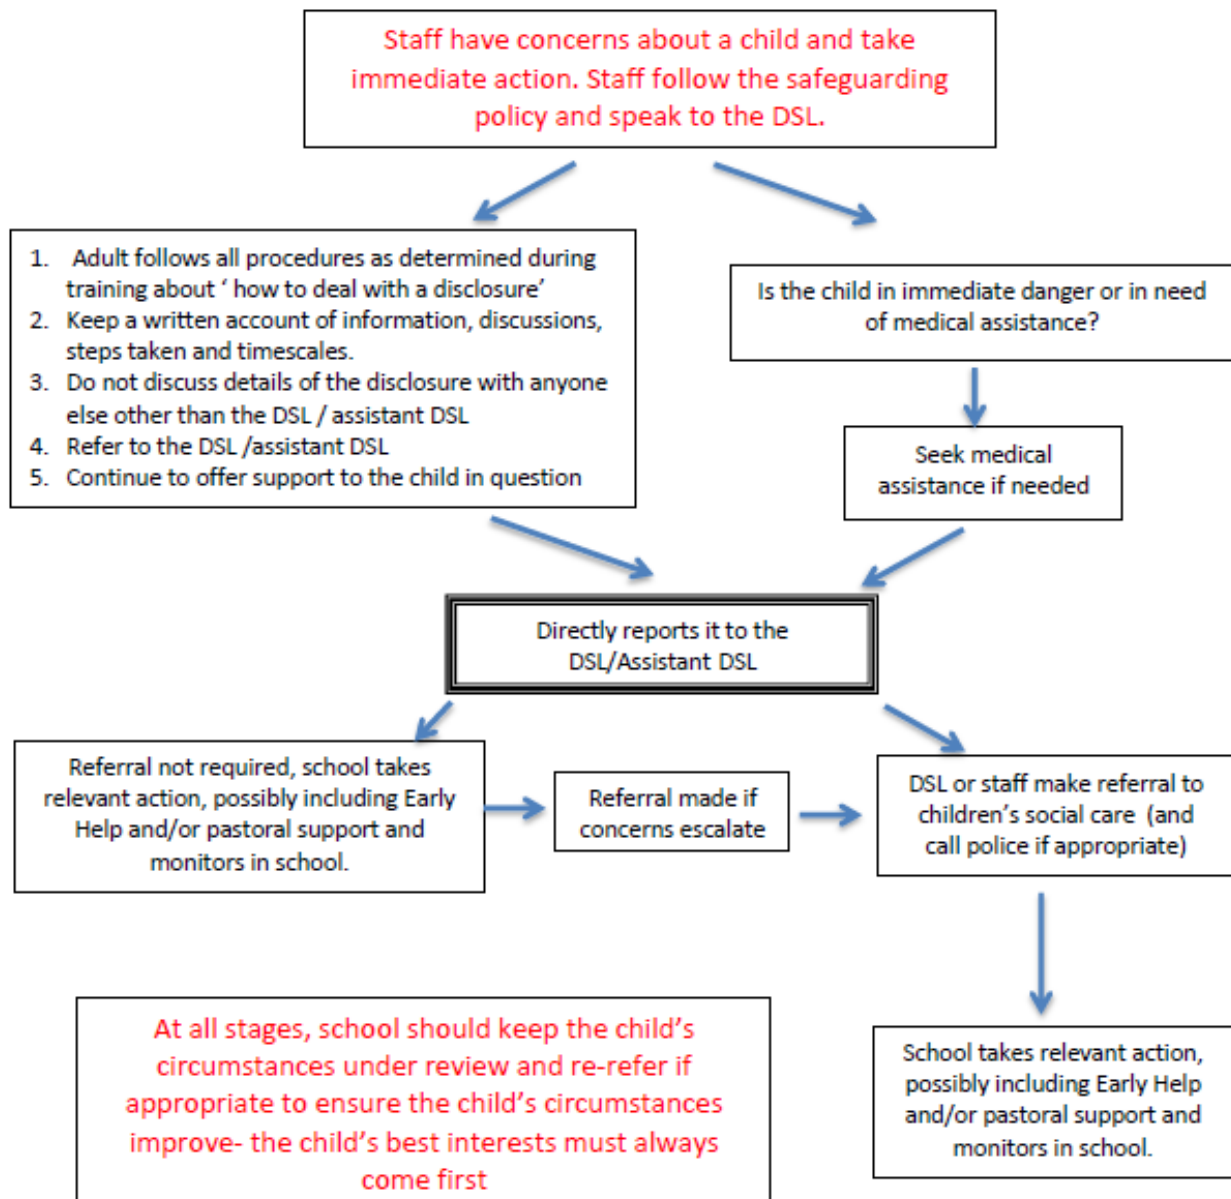 Staff have concerns about a child and take
immediate action. Staff follow the safeguarding
policy and speak to the DSL.
1. Adult follows all procedures as determined during
training about ‘ how to deal with a disclosure’
2. Keep a written account of information, discussions,
steps taken and timescales.
3. Do not discuss details of the disclosure with anyone
else other than the DSL / assistant DSL
4. Refer to the DSL /assistant DSL
5. Continue to offer support to the child in question
Is the child in immediate danger or in need
of medical assistance?
Seek medical
assistance if needed
Directly reports it to the
DSL/Assistant DSL
Referral not required, school takes
relevant action, possibly including Early
Help and/or pastoral support and
monitors in school.
Referral made if
concerns escalate
DSL or staff make referral to
children’s social care (and
call police if appropriate)
At all stages, school should keep the child’s
circumstances under review and re-refer if
appropriate to ensure the child’s circumstances
improve- the child’s best interests must always
come first
School takes relevant action,
possibly including Early Help
and/or pastoral support and
monitors in school.